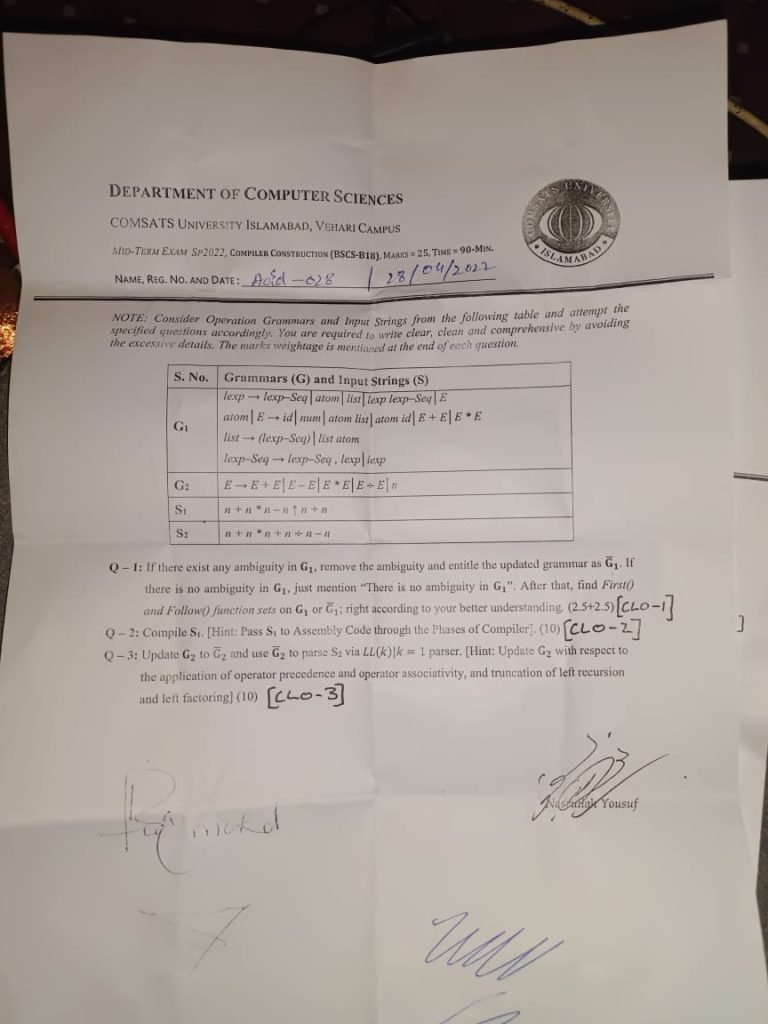 DEPARTMENT OF COMPUTER SCIENCES
COMSATS UNIVERSITY ISLAMABAD, VEHARI CAMPUS
MID-TERM EXAM SP2022, COMPILER CONSTRUCTION (BSCS-B18), MARKS = 25, TIME = 90-MIN.
NAME, REG. NO. AND DATE: -028 | 28/04/2022
COMSATS UNIVERSITY • ISLAMABAD •
NOTE: Consider Operation Grammars and Input Strings from the following table and attempt the
specified questions accordingly. You are required to write clear, clean and comprehensive by avoiding
the excessive details. The marks weightage is mentioned at the end of each question.
S. No. Grammars (G) and Input Strings (S)
G₁
lexp → lexp–Seq | atom | list | lexp lexp–Seq | E
atom | E → id | num | atom list | atom id | E + E | E * E
list → (lexp–Seq) | list atom
lexp–Seq → lexp–Seq , lexp | lexp
G₂ E → E + E | E − E | E * E | E ÷ E | n
S₁ n + n * n − n ↑ n + n
S₂ n + n * n + n ÷ n − n
Q – 1: If there exist any ambiguity in G₁, remove the ambiguity and entitle the updated grammar as G̅₁. If
there is no ambiguity in G₁, just mention “There is no ambiguity in G₁”. After that, find First()
and Follow() function sets on G₁ or G̅₁; right according to your better understanding. (2.5+2.5) [CLO-1]
Q – 2: Compile S₁. [Hint: Pass S₁ to Assembly Code through the Phases of Compiler]. (10) [CLO-2]
Q – 3: Update G₂ to G̅₂ and use G̅₂ to parse S₂ via LL(k)|k = 1 parser. [Hint: Update G₂ with respect to
the application of operator precedence and operator associativity, and truncation of left recursion
and left factoring] (10) [CLO-3]
Yousuf